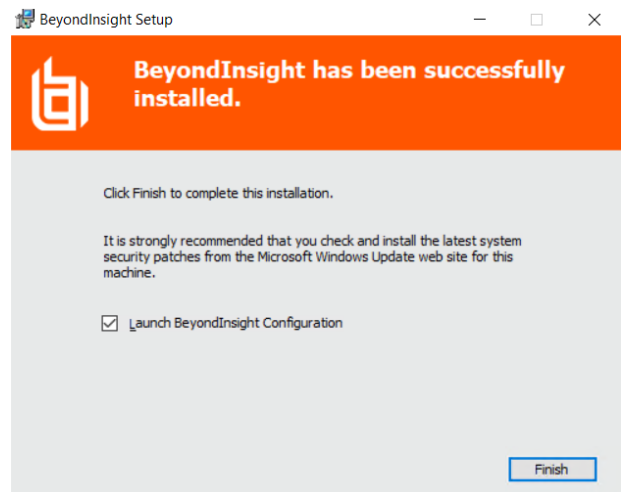 BeyondInsight Setup
BeyondInsight has been successfully
installed.
Click Finish to complete this installation.
It is strongly recommended that you check and install the latest system
security patches from the Microsoft Windows Update web site for this
machine.
Launch BeyondInsight Configuration
Finish